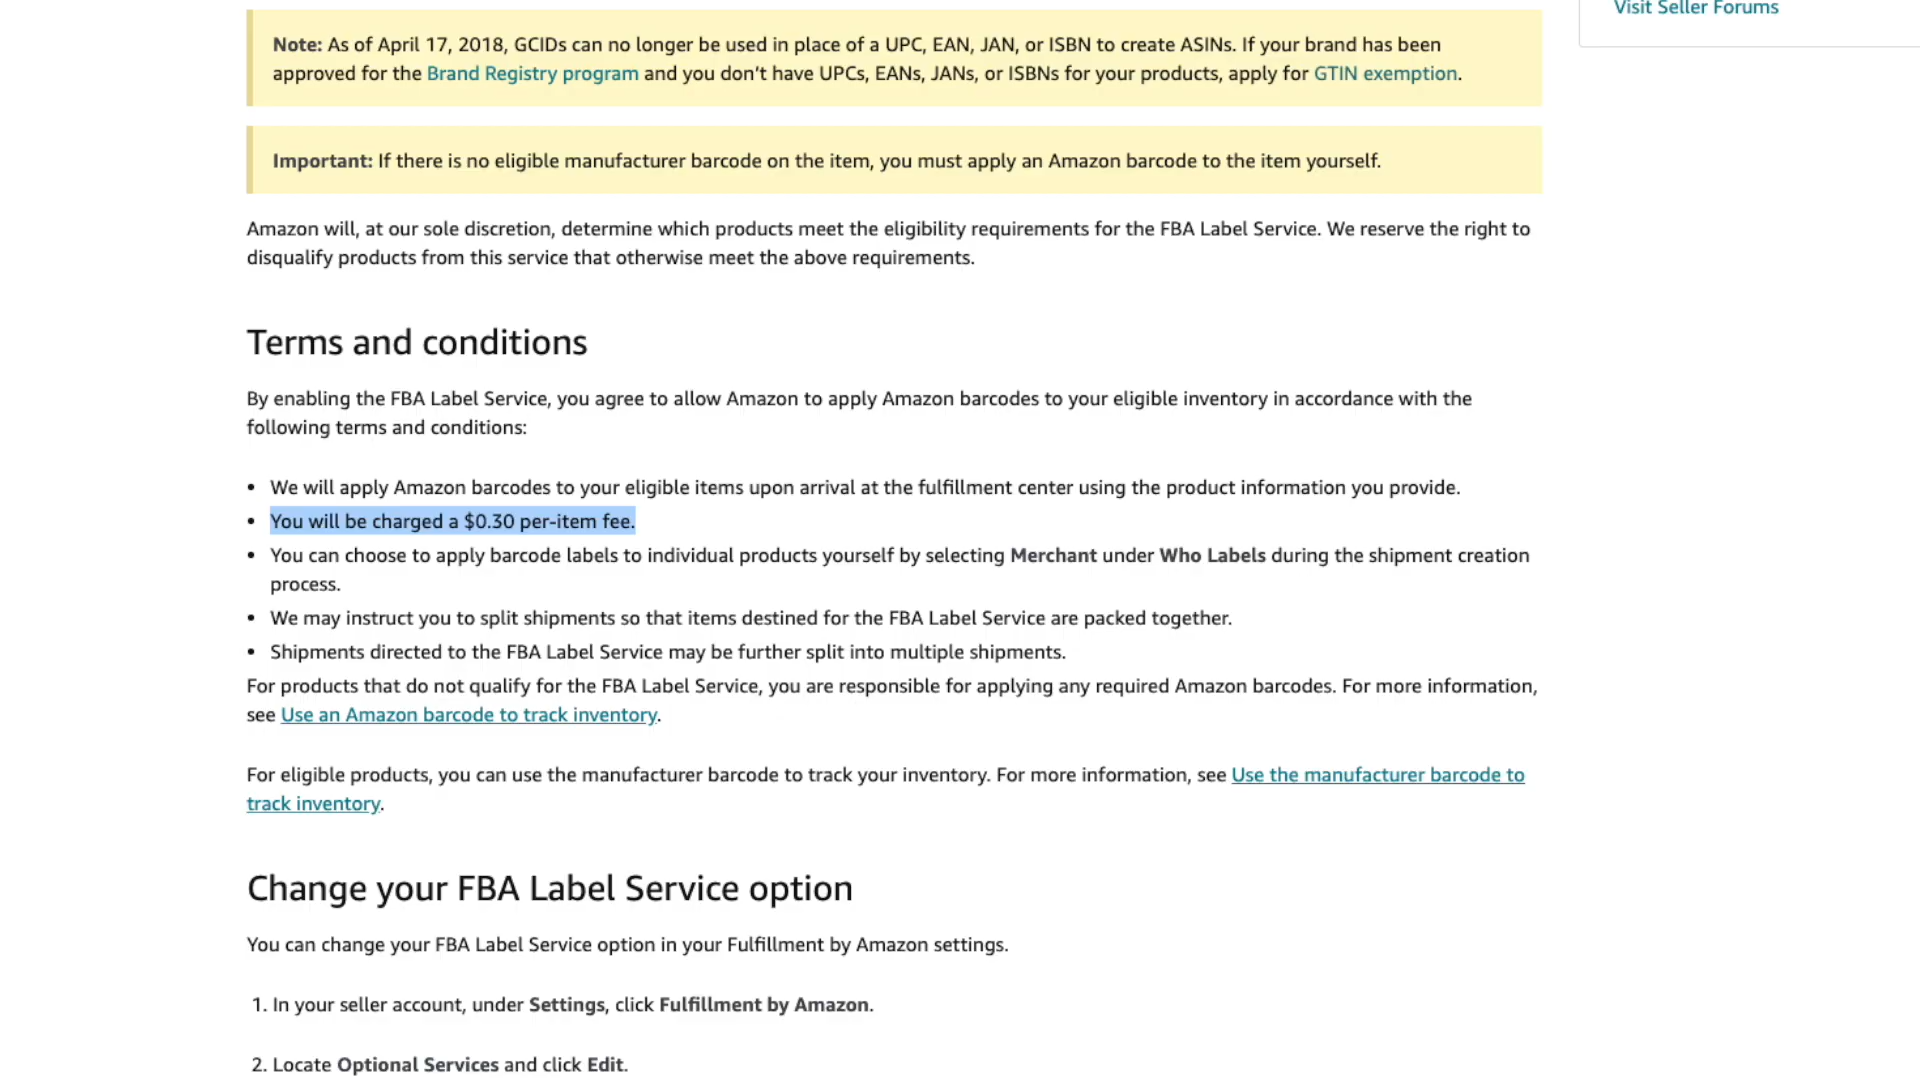 Visit Seller Forums
Note: As of April 17, 2018, GCIDs can no longer be used in place of a UPC, EAN, JAN, or ISBN to create ASINs. If your brand has been
approved for the Brand Registry program and you don’t have UPCs, EANs, JANs, or ISBNs for your products, apply for GTIN exemption.
Important: If there is no eligible manufacturer barcode on the item, you must apply an Amazon barcode to the item yourself.
Amazon will, at our sole discretion, determine which products meet the eligibility requirements for the FBA Label Service. We reserve the right to
disqualify products from this service that otherwise meet the above requirements.
Terms and conditions
By enabling the FBA Label Service, you agree to allow Amazon to apply Amazon barcodes to your eligible inventory in accordance with the
following terms and conditions:
• We will apply Amazon barcodes to your eligible items upon arrival at the fulfillment center using the product information you provide.
• You will be charged a $0.30 per-item fee.
• You can choose to apply barcode labels to individual products yourself by selecting Merchant under Who Labels during the shipment creation
process.
• We may instruct you to split shipments so that items destined for the FBA Label Service are packed together.
• Shipments directed to the FBA Label Service may be further split into multiple shipments.
For products that do not qualify for the FBA Label Service, you are responsible for applying any required Amazon barcodes. For more information,
see Use an Amazon barcode to track inventory.
For eligible products, you can use the manufacturer barcode to track your inventory. For more information, see Use the manufacturer barcode to
track inventory.
Change your FBA Label Service option
You can change your FBA Label Service option in your Fulfillment by Amazon settings.
1. In your seller account, under Settings, click Fulfillment by Amazon.
2. Locate Optional Services and click Edit.